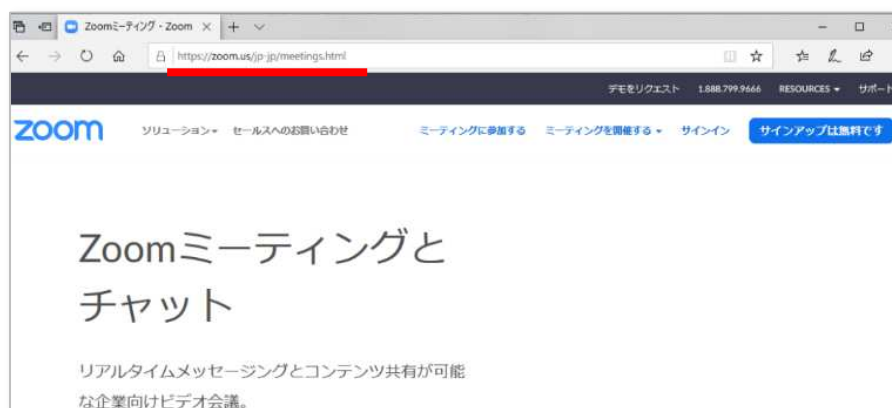 Zoomミーティング - Zoom
https://zoom.us/jp-jp/meetings.html
デモをリクエスト 1.888.799.9666 RESOURCES サポート
zoom ソリューション セールスへのお問い合わせ ミーティングに参加する ミーティングを開催する サインイン サインアップは無料です
Zoomミーティングと
チャット
リアルタイムメッセージングとコンテンツ共有が可能
な企業向けビデオ会議。